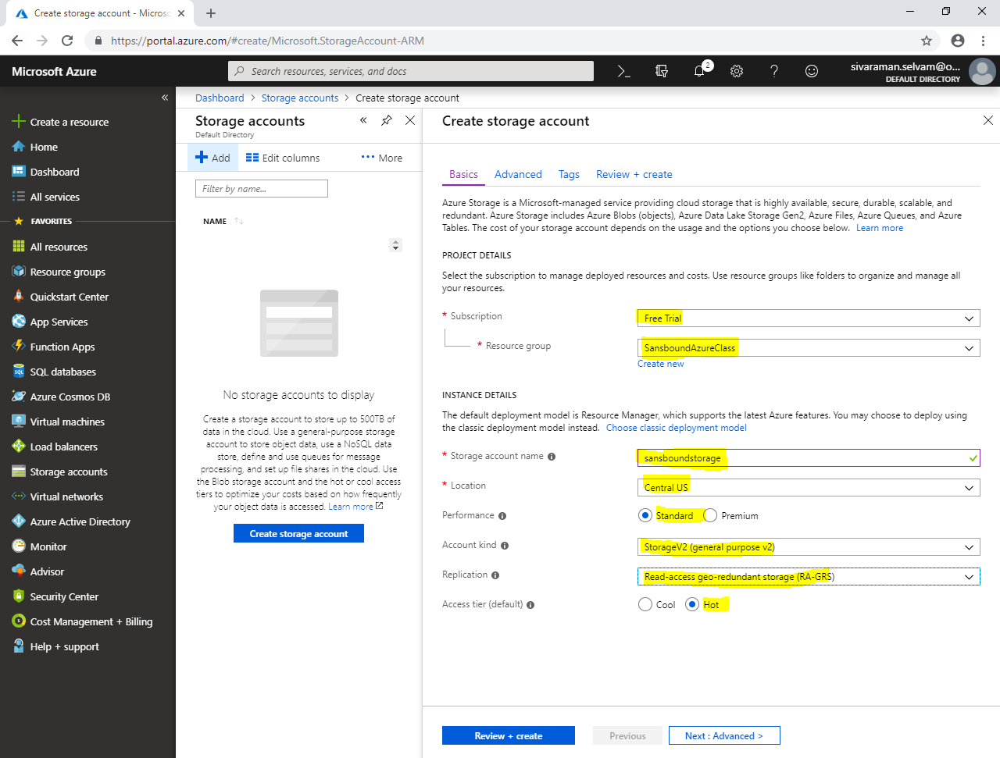 Create storage account - Micros
https://portal.azure.com/#create/Microsoft.StorageAccount-ARM
Microsoft Azure
Search resources, services, and docs
2
sivaraman.selvam@o...
DEFAULT DIRECTORY
Create a resource
Home
Dashboard
All services
FAVORITES
All resources
Resource groups
Quickstart Center
App Services
Function Apps
SQL databases
Azure Cosmos DB
Virtual machines
Load balancers
Storage accounts
Virtual networks
Azure Active Directory
Monitor
Advisor
Security Center
Cost Management + Billing
Help + support
Dashboard > Storage accounts > Create storage account
Storage accounts
Default Directory
Add
Edit columns
More
Filter by name...
NAME
No storage accounts to display
Create a storage account to store up to 500TB of
data in the cloud. Use a general-purpose storage
account to store object data, use a NoSQL data
store, define and use queues for message
processing, and set up file shares in the cloud. Use
the Blob storage account and the hot or cool access
tiers to optimize your costs based on how frequently
your object data is accessed. Learn more
Create storage account
Create storage account
Basics Advanced Tags Review + create
Azure Storage is a Microsoft-managed service providing cloud storage that is highly available, secure, durable, scalable, and
redundant. Azure Storage includes Azure Blobs (objects), Azure Data Lake Storage Gen2, Azure Files, Azure Queues, and Azure
Tables. The cost of your storage account depends on the usage and the options you choose below. Learn more
PROJECT DETAILS
Select the subscription to manage deployed resources and costs. Use resource groups like folders to organize and manage all
your resources.
* Subscription
Free Trial
* Resource group
SansboundAzureClass
Create new
INSTANCE DETAILS
The default deployment model is Resource Manager, which supports the latest Azure features. You may choose to deploy using
the classic deployment model instead. Choose classic deployment model
* Storage account name
sansboundstorage
* Location
Central US
Performance
Standard Premium
Account kind
StorageV2 (general purpose v2)
Replication
Read-access geo-redundant storage (RA-GRS)
Access tier (default)
Cool Hot
Review + create
Previous
Next : Advanced >